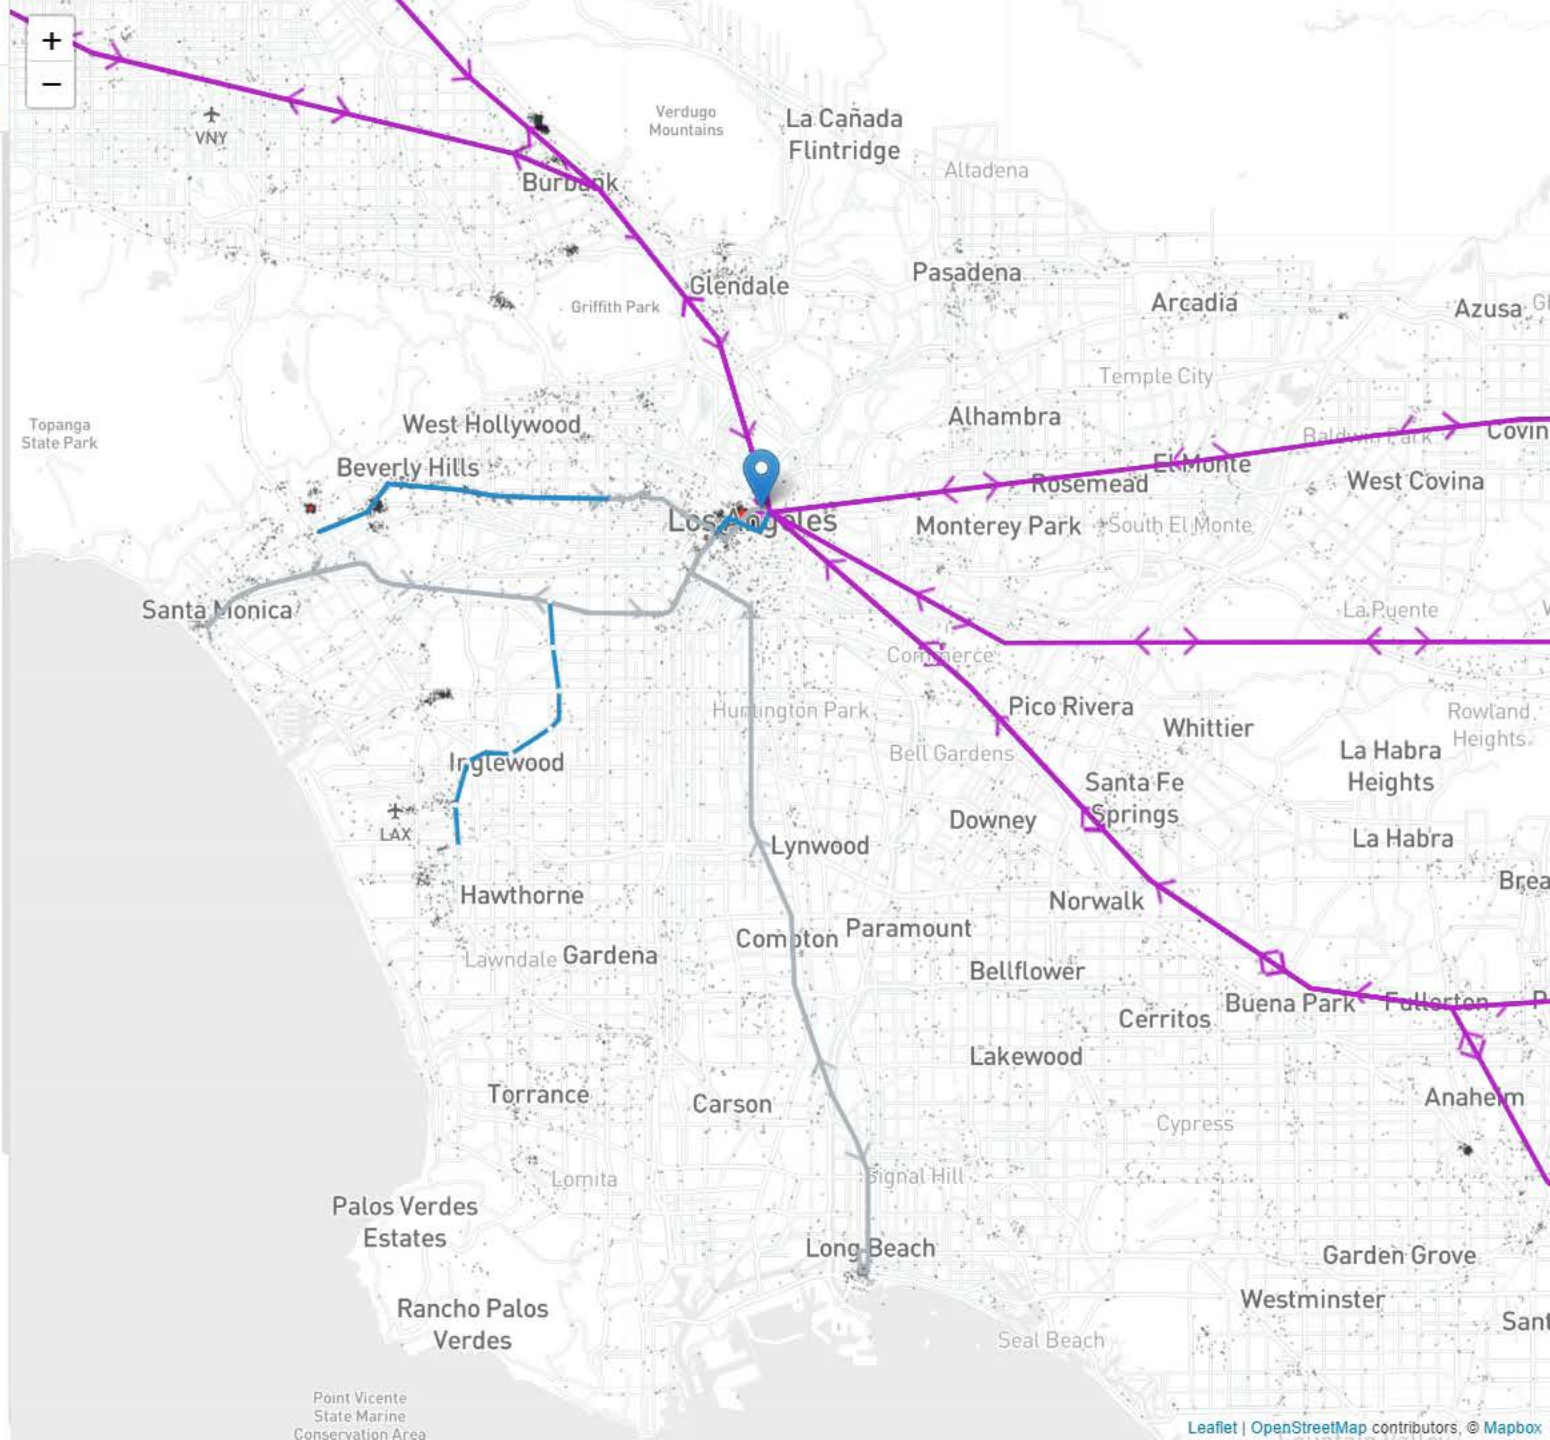 +
−
VNY
Verdugo
Mountains
La Cañada
Flintridge
Altadena
Burbank
Pasadena
Glendale
Griffith Park
Arcadia
Azusa
Gl
Temple City
Topanga
State Park
West Hollywood
Alhambra
Baldwin Park
Covin
Beverly Hills
El Monte
Rosemead
West Covina
Los Angeles
Monterey Park
South El Monte
Santa Monica
La Puente
Commerce
Huntington Park
Pico Rivera
Whittier
Rowland
Heights
Bell Gardens
La Habra
Heights
Inglewood
Santa Fe
Springs
LAX
Downey
La Habra
Lynwood
Hawthorne
Norwalk
Brea
Compton
Paramount
Lawndale
Gardena
Bellflower
Buena Park
Fullerton
P
Cerritos
Lakewood
Torrance
Carson
Anaheim
Cypress
Lomita
Signal Hill
Palos Verdes
Estates
Long Beach
Garden Grove
Rancho Palos
Verdes
Westminster
Sant
Seal Beach
Point Vicente
State Marine
Conservation Area
Leaflet | OpenStreetMap contributors, © Mapbox
Fountain Valley